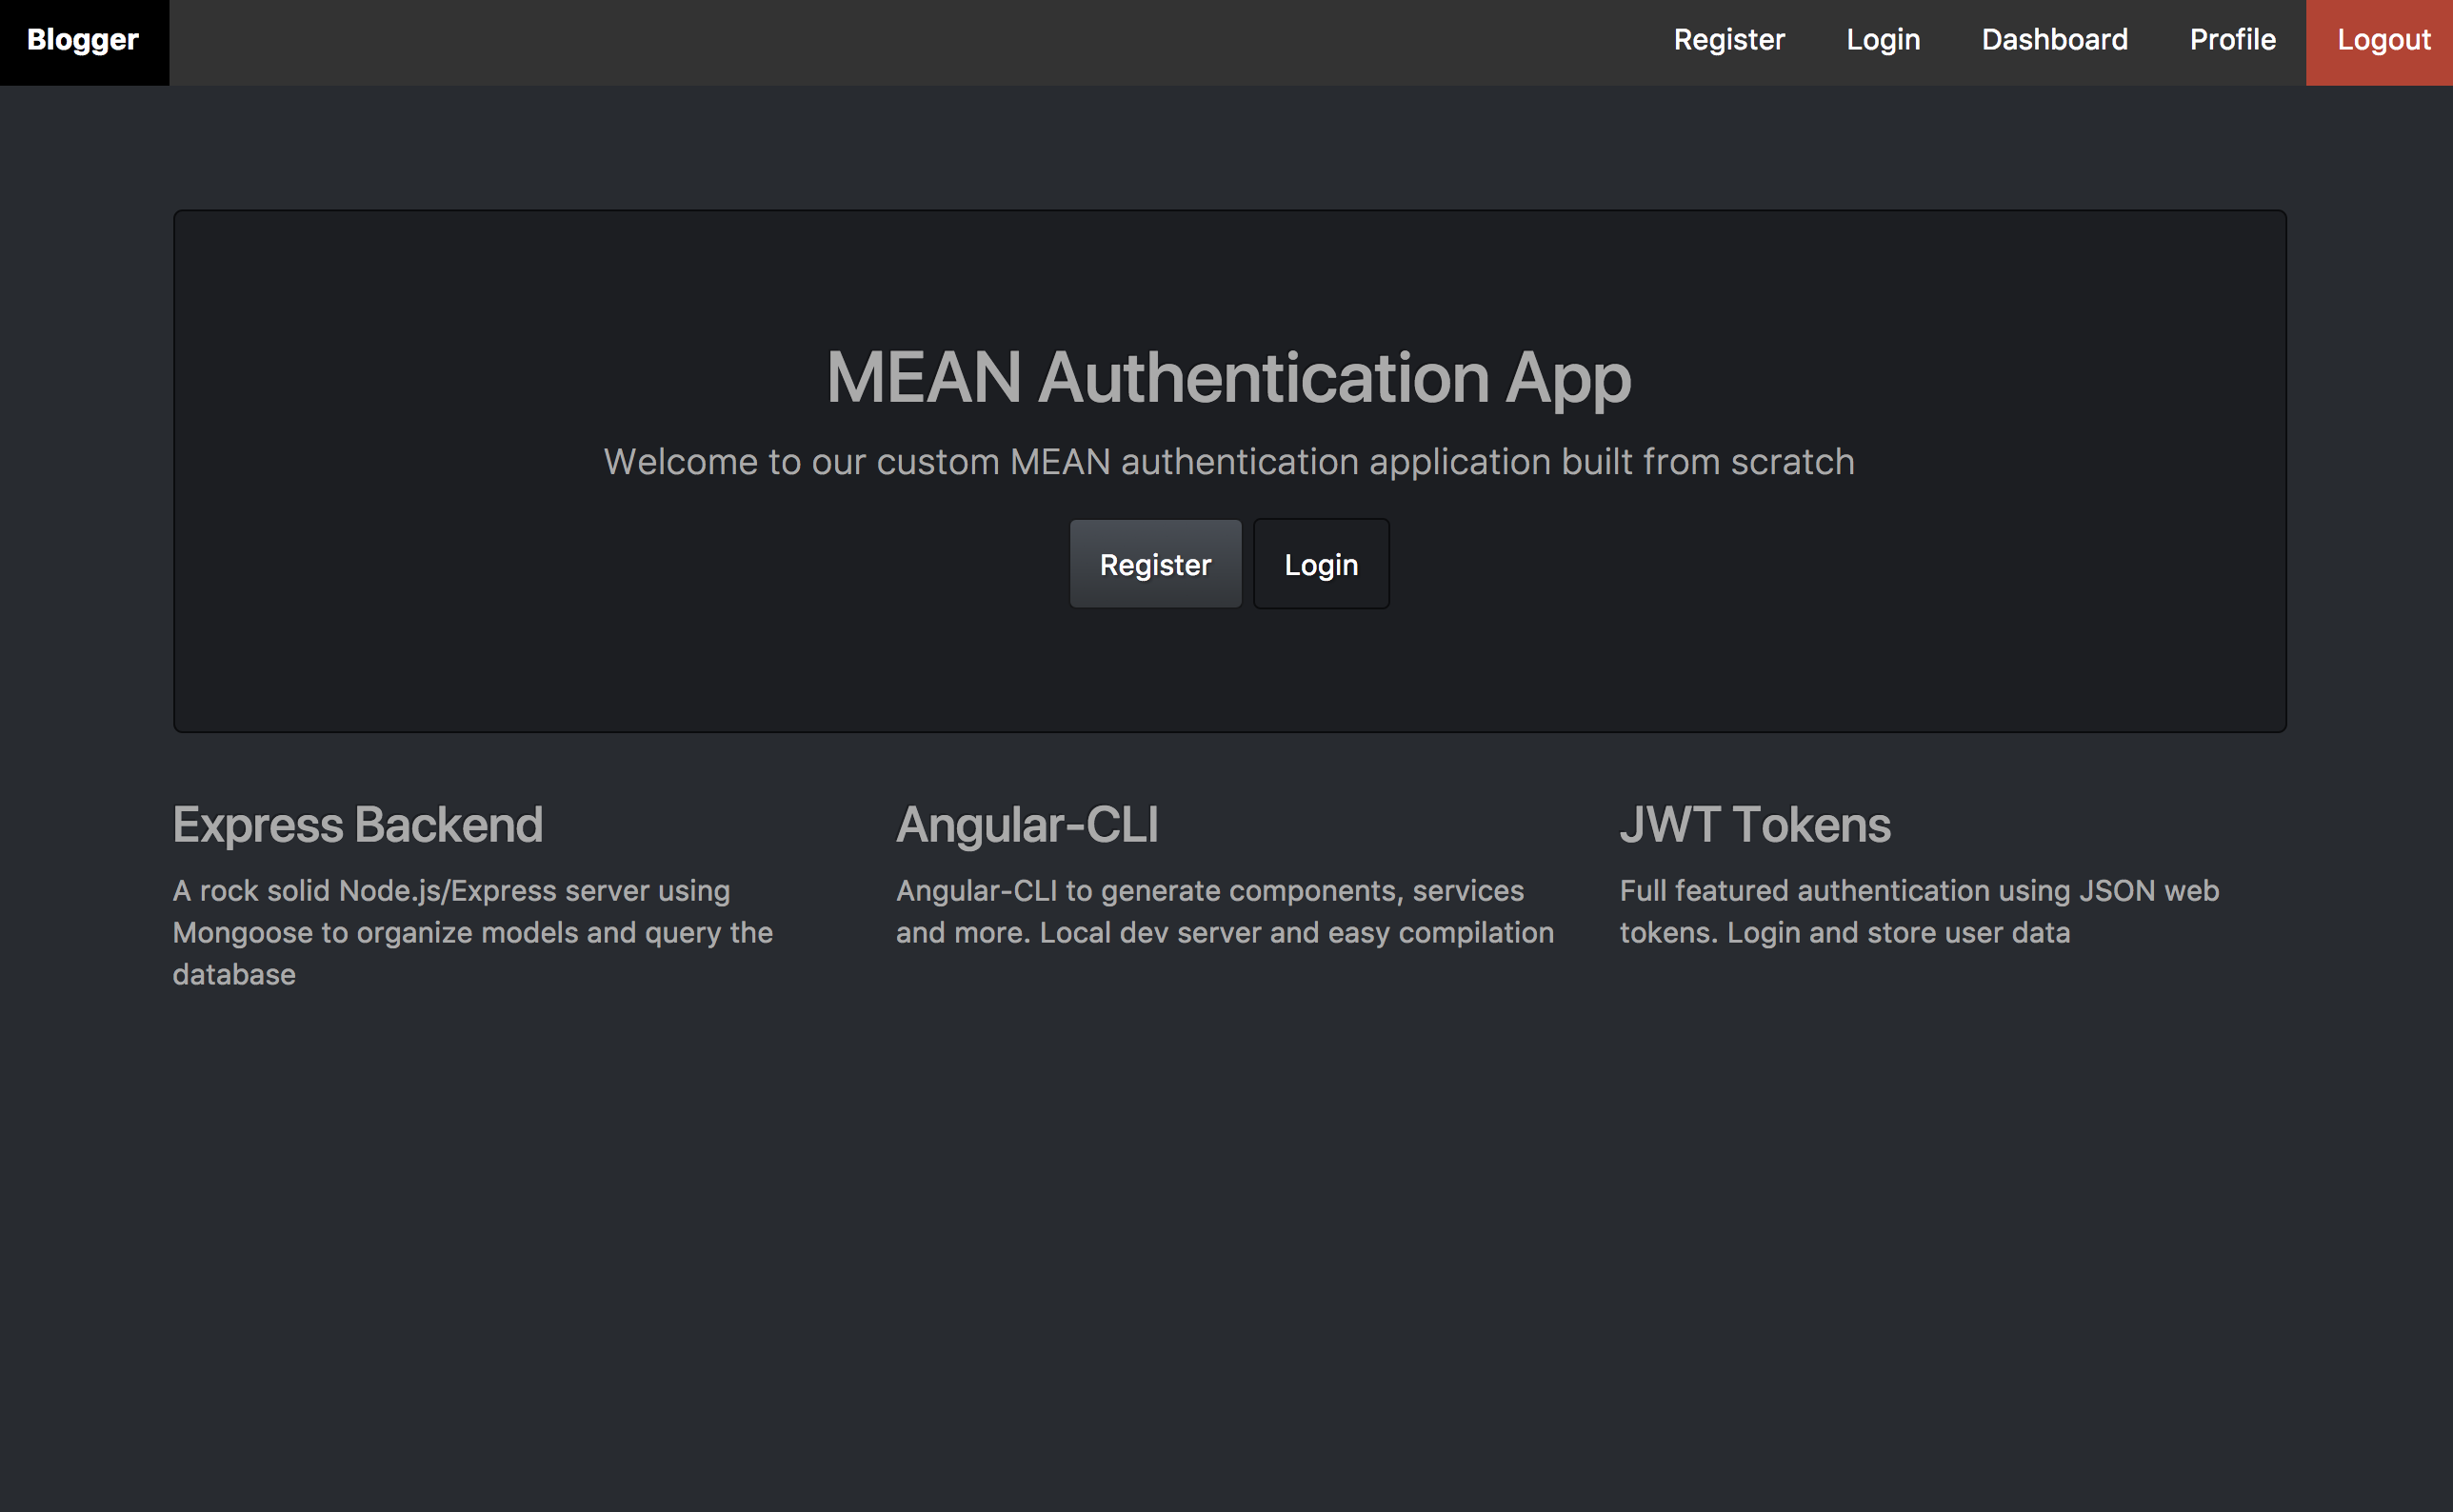 Blogger
Register Login Dashboard Profile Logout
MEAN Authentication App
Welcome to our custom MEAN authentication application built from scratch
Register Login
Express Backend
A rock solid Node.js/Express server using
Mongoose to organize models and query the
database
Angular-CLI
Angular-CLI to generate components, services
and more. Local dev server and easy compilation
JWT Tokens
Full featured authentication using JSON web
tokens. Login and store user data